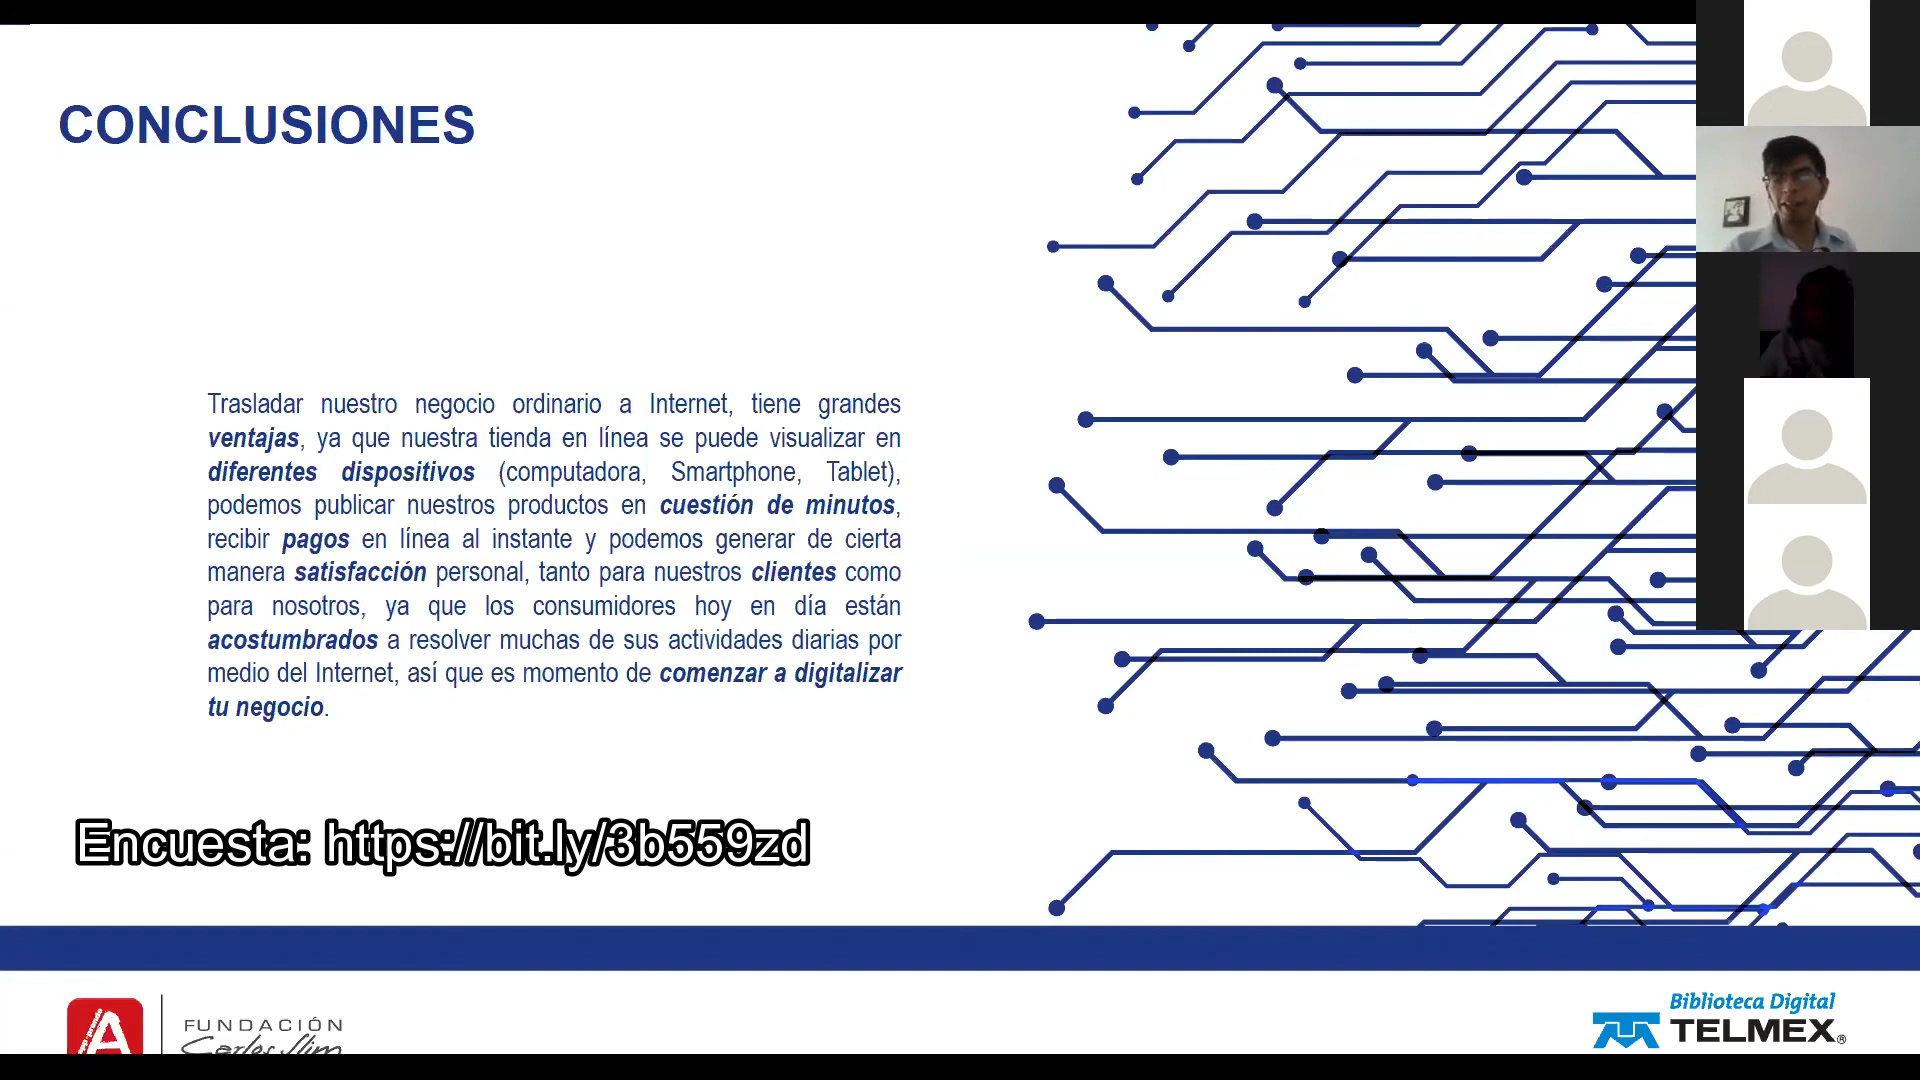 CONCLUSIONES
Trasladar nuestro negocio ordinario a Internet, tiene grandes
ventajas, ya que nuestra tienda en línea se puede visualizar en
diferentes dispositivos (computadora, Smartphone, Tablet),
podemos publicar nuestros productos en cuestión de minutos,
recibir pagos en línea al instante y podemos generar de cierta
manera satisfacción personal, tanto para nuestros clientes como
para nosotros, ya que los consumidores hoy en día están
acostumbrados a resolver muchas de sus actividades diarias por
medio del Internet, así que es momento de comenzar a digitalizar
tu negocio.
Encuesta: https://bit.ly/3b559zd
A
FUNDACIÓN
Carlos Slim
Biblioteca Digital
TELMEX®